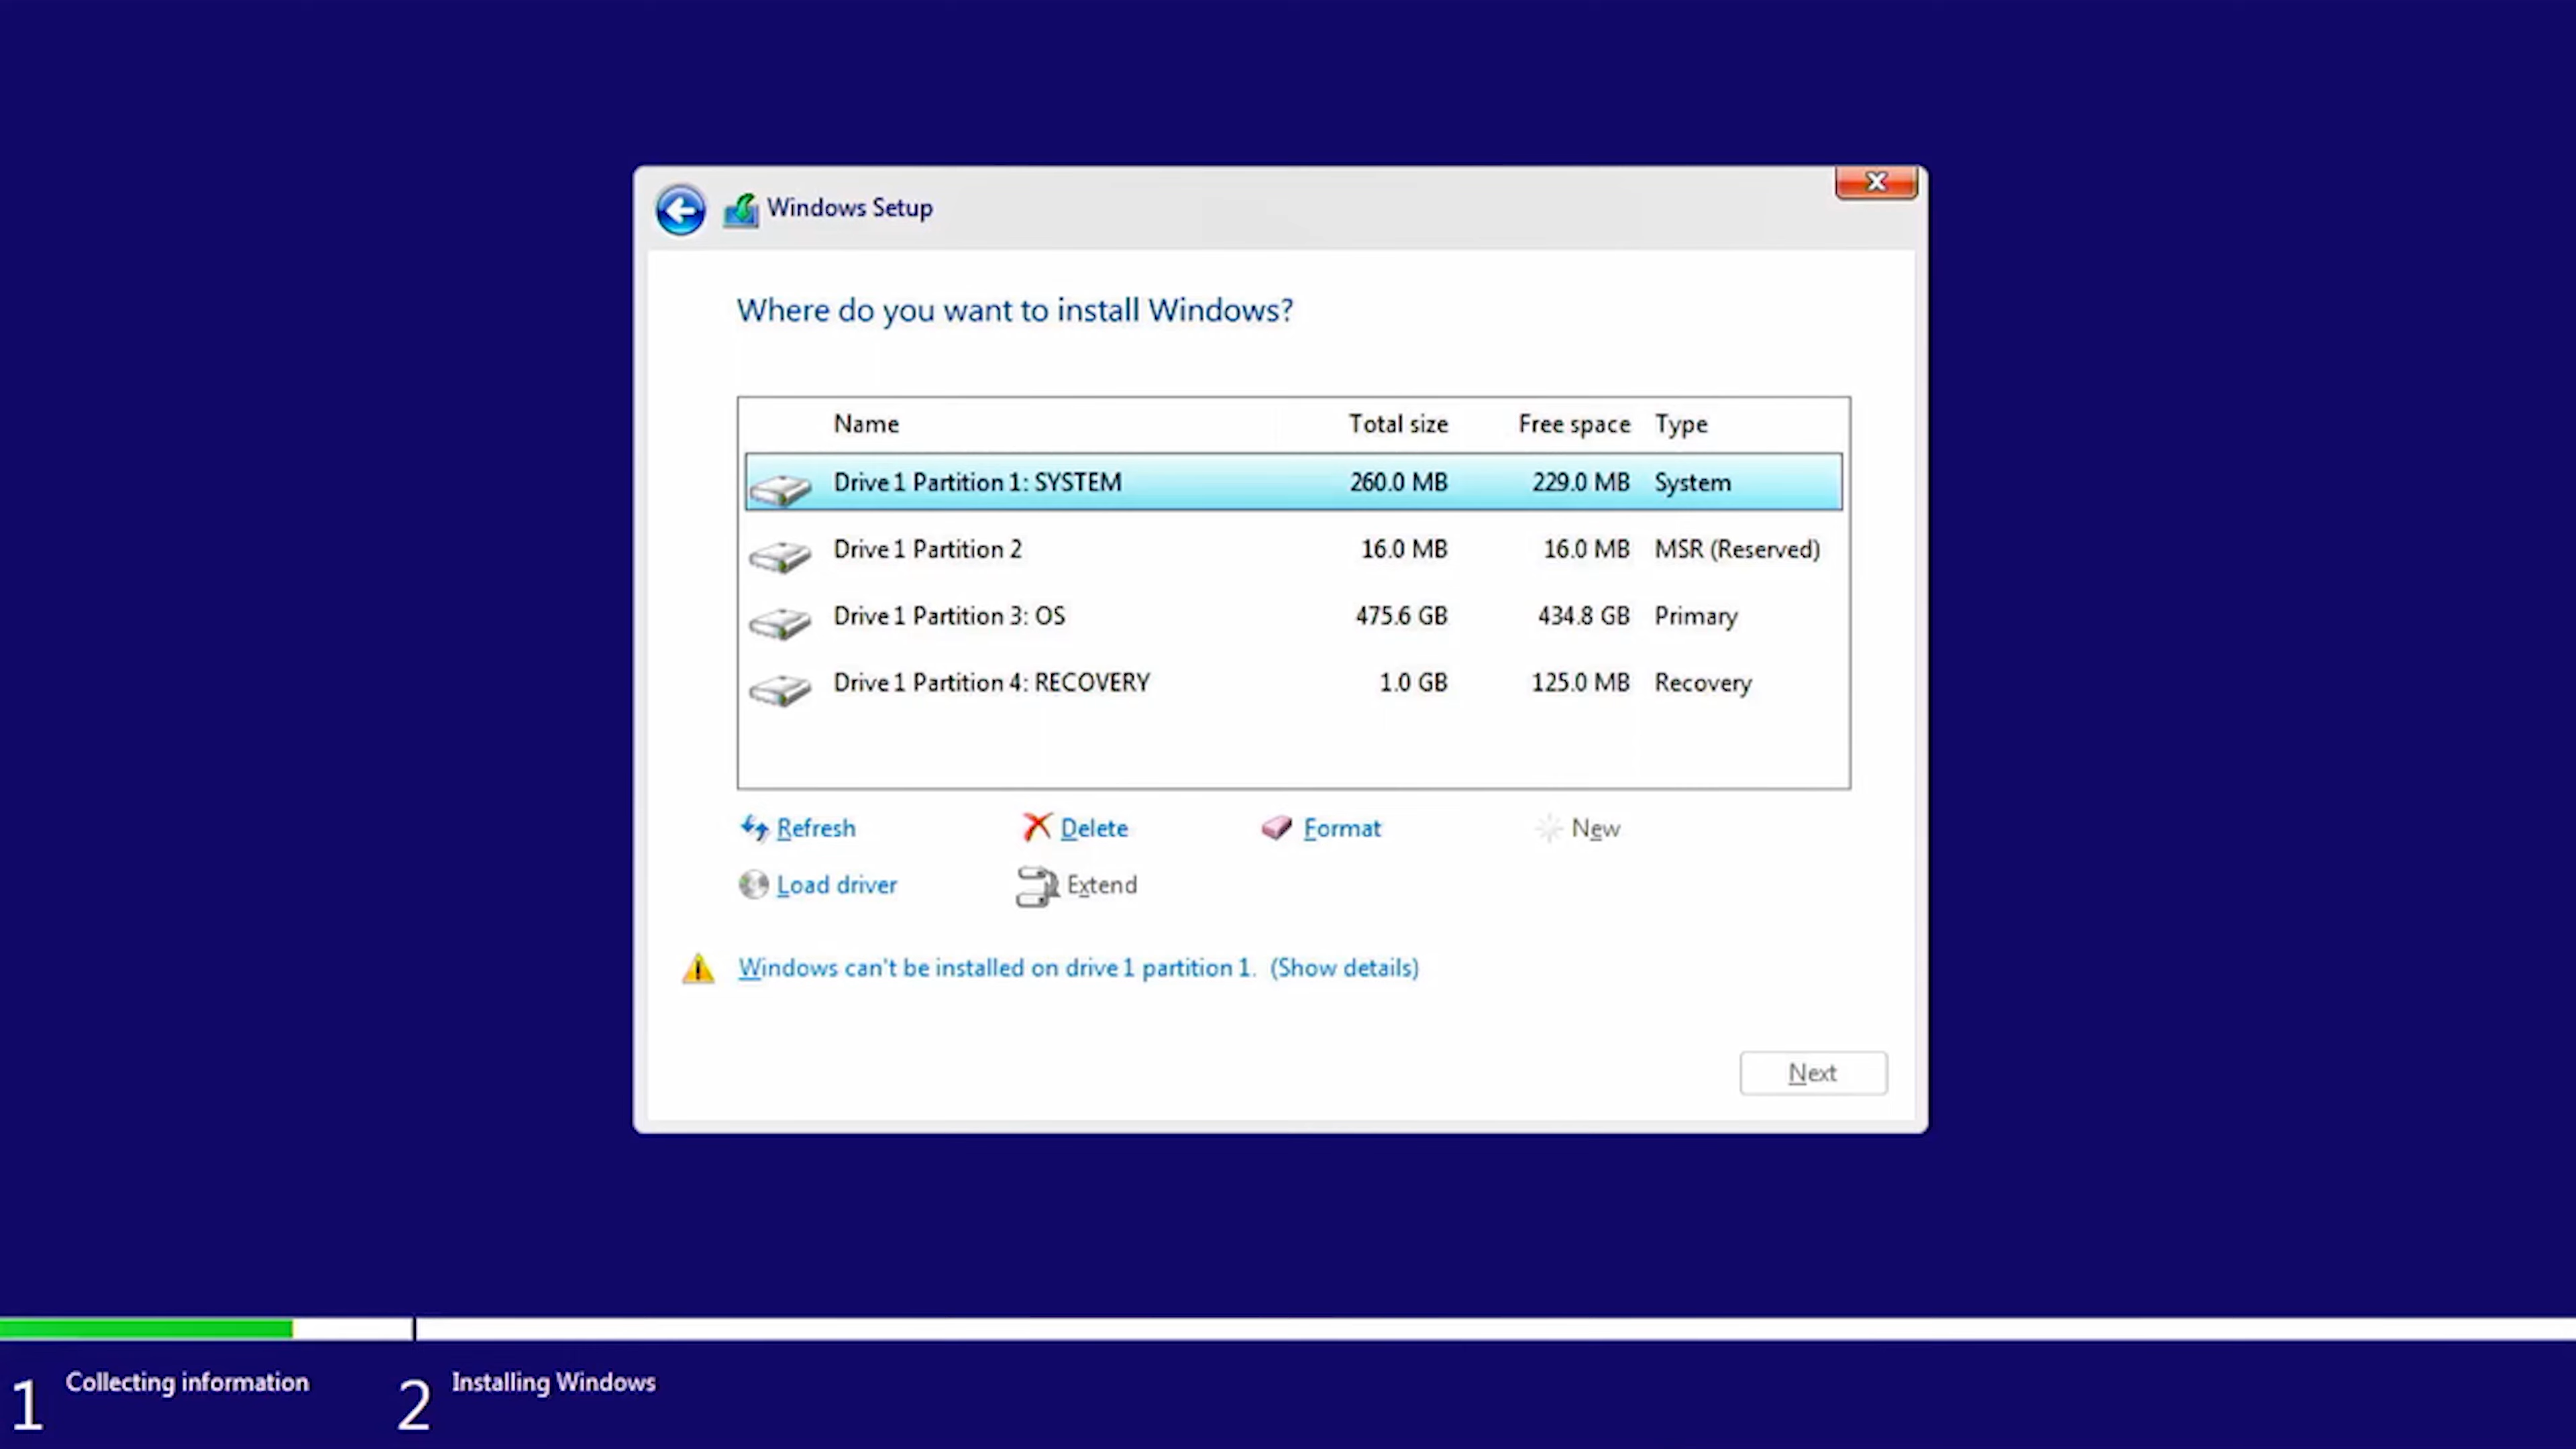 Windows Setup
Where do you want to install Windows?
Name Total size Free space Type
Drive 1 Partition 1: SYSTEM 260.0 MB 229.0 MB System
Drive 1 Partition 2 16.0 MB 16.0 MB MSR (Reserved)
Drive 1 Partition 3: OS 475.6 GB 434.8 GB Primary
Drive 1 Partition 4: RECOVERY 1.0 GB 125.0 MB Recovery
Refresh Delete Format New
Load driver Extend
Windows can't be installed on drive 1 partition 1. (Show details)
Next
1 Collecting information 2 Installing Windows